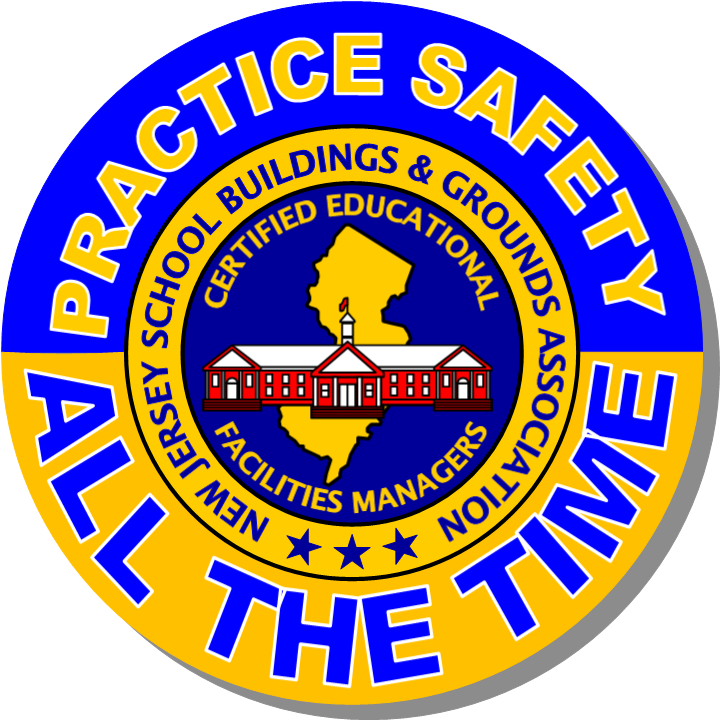 PRACTICE SAFETY
ALL THE TIME
NEW JERSEY SCHOOL BUILDINGS & GROUNDS ASSOCIATION
CERTIFIED EDUCATIONAL
FACILITIES MANAGERS